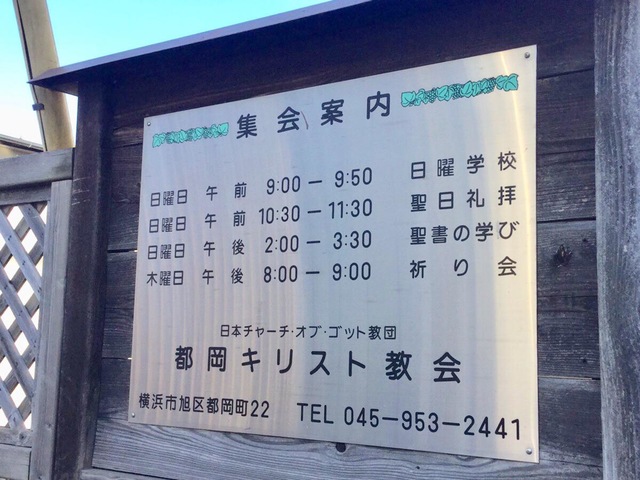 集会案内
日曜日 午前 9:00－9:50 日曜学校
日曜日 午前 10:30－11:30 聖日礼拝
日曜日 午後 2:00－3:30 聖書の学び
木曜日 午後 8:00－9:00 祈り会
日本チャーチ・オブ・ゴット教団
都岡キリスト教会
横浜市旭区都岡町22 TEL 045－953－2441